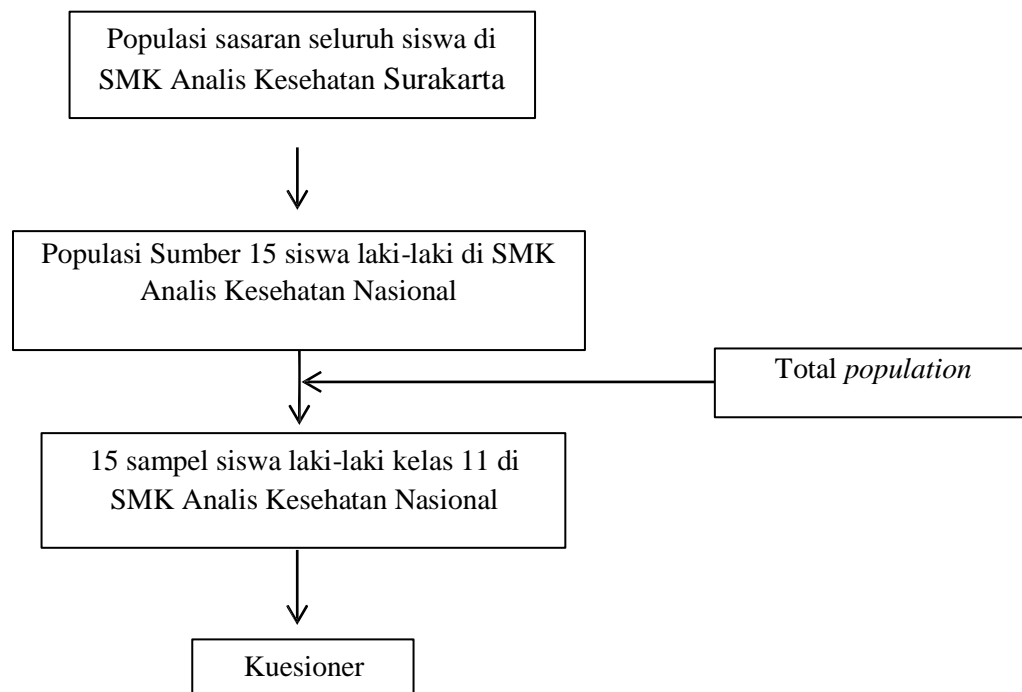 Populasi sasaran seluruh siswa di
SMK Analis Kesehatan Surakarta
Populasi Sumber 15 siswa laki-laki di SMK
Analis Kesehatan Nasional
Total population
15 sampel siswa laki-laki kelas 11 di
SMK Analis Kesehatan Nasional
Kuesioner